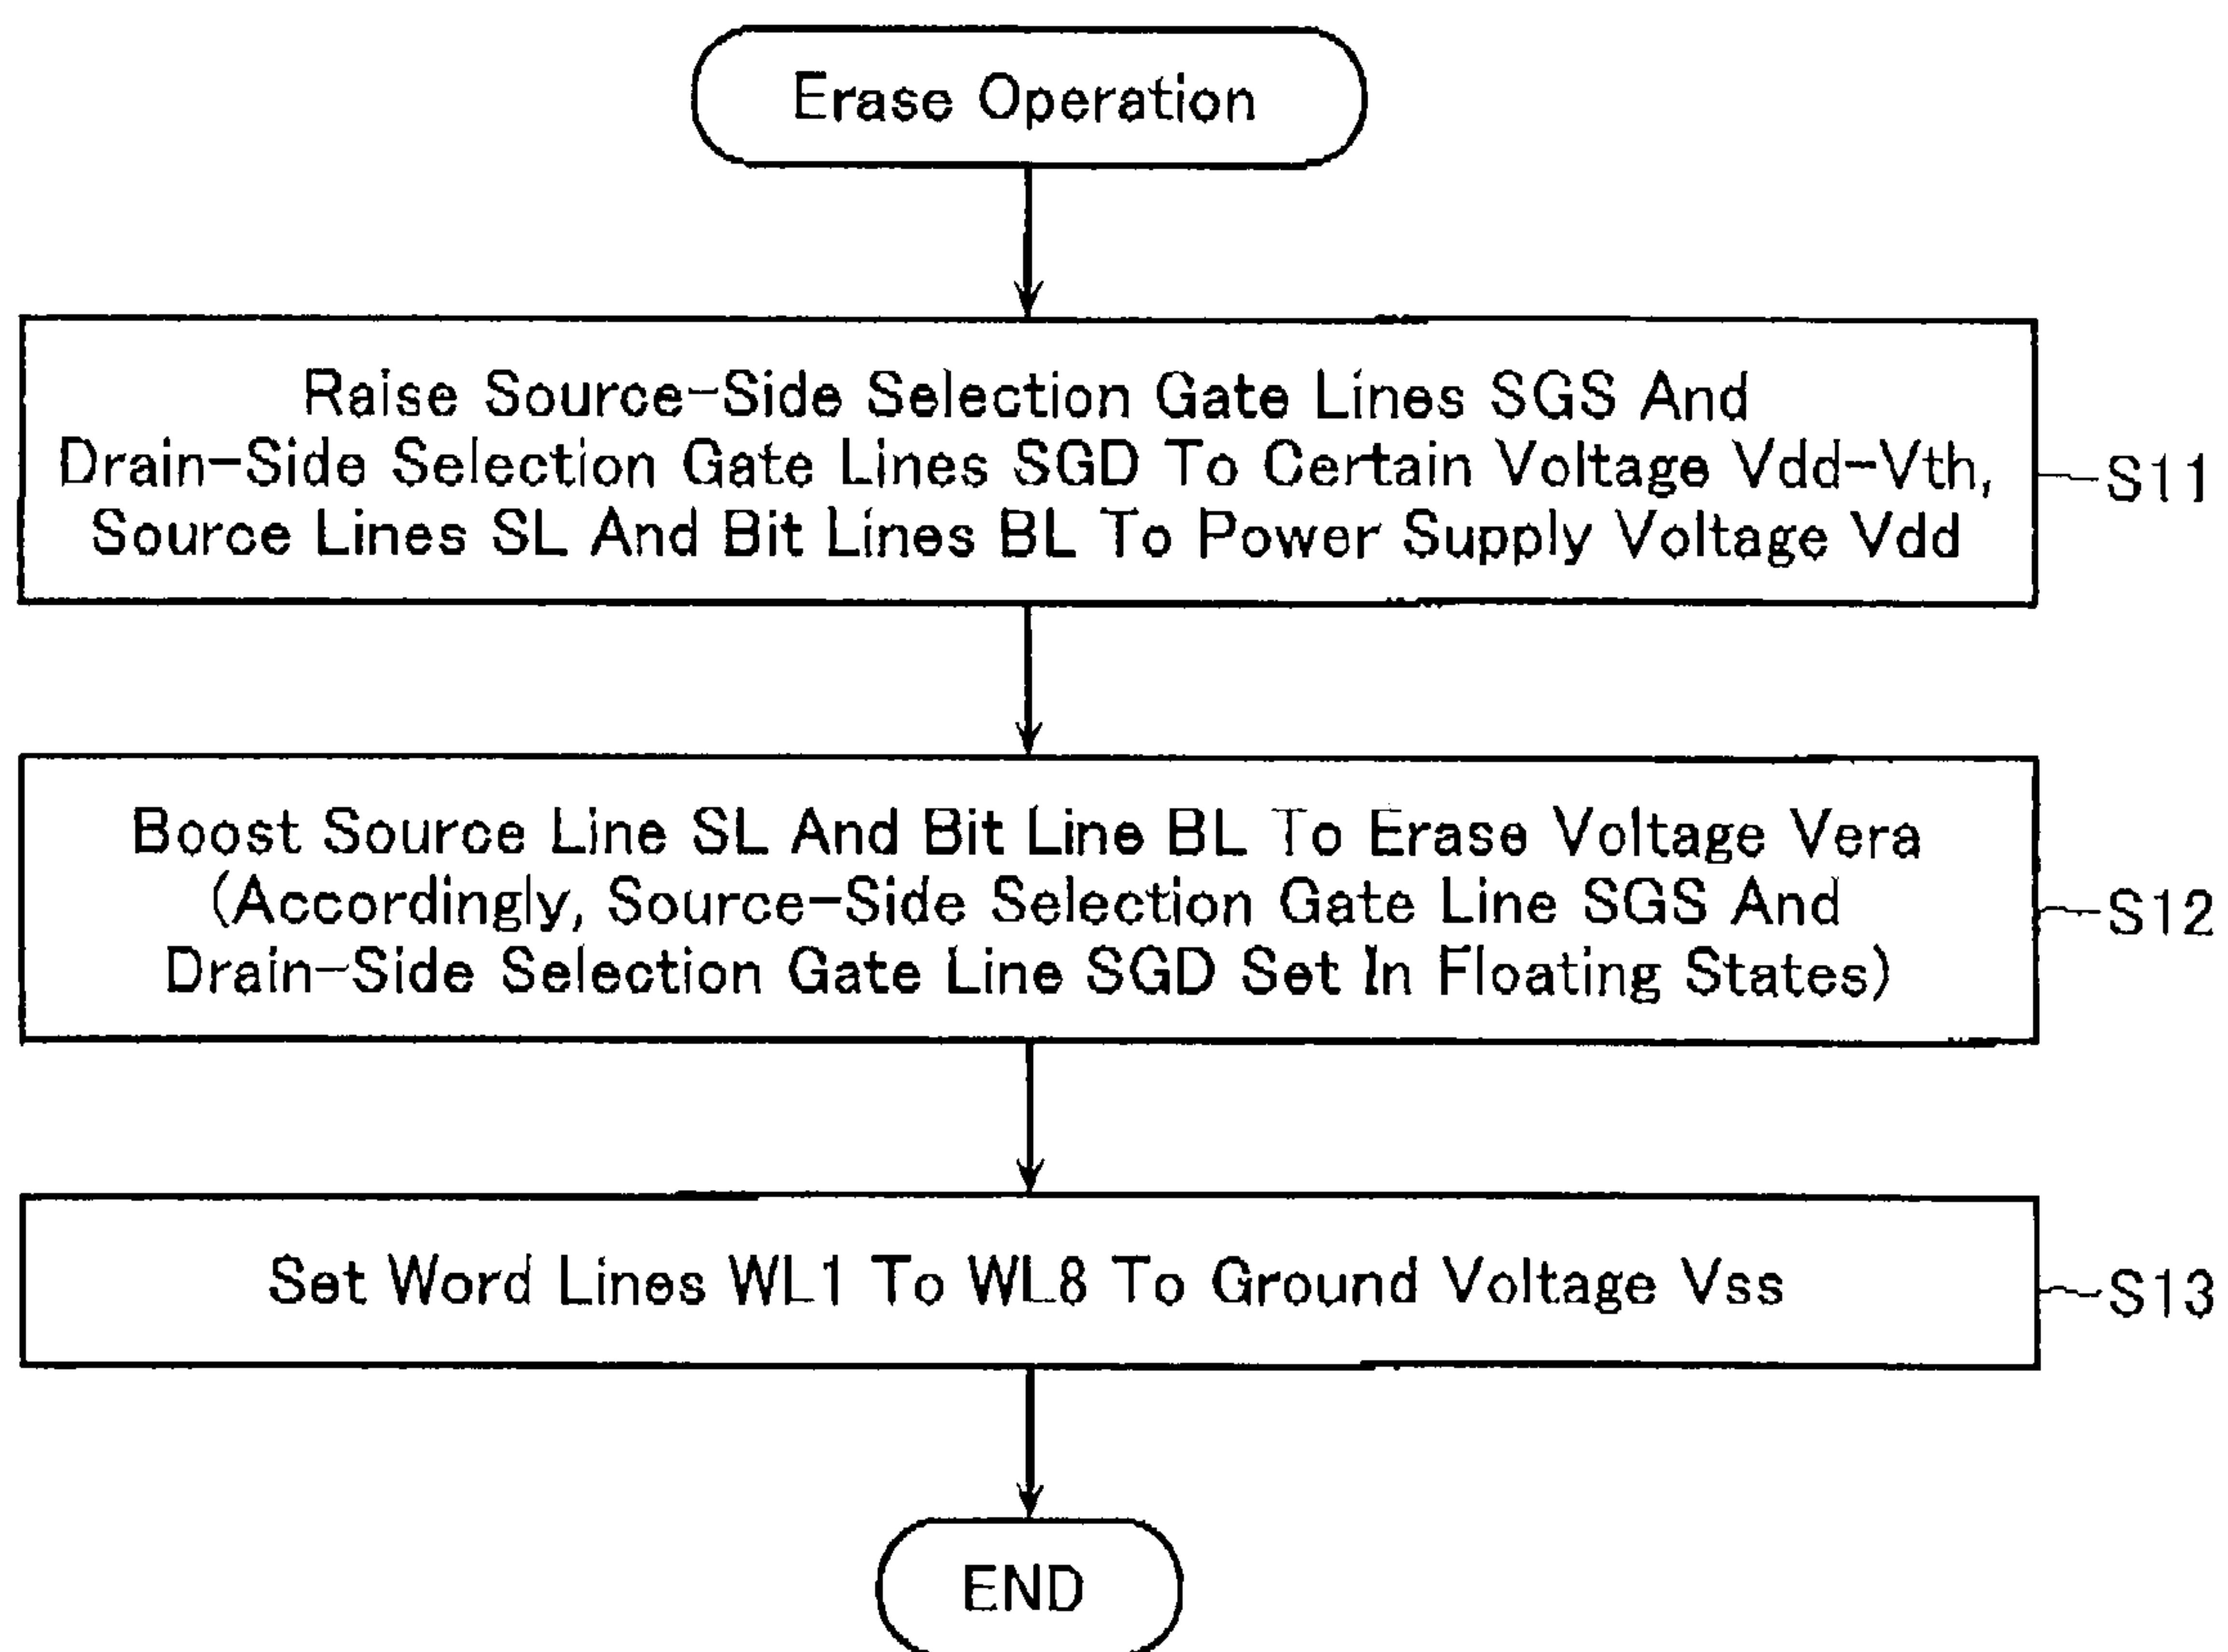 Erase Operation
Raise Source-Side Selection Gate Lines SGS And
Drain-Side Selection Gate Lines SGD To Certain Voltage Vdd-Vth,
Source Lines SL And Bit Lines BL To Power Supply Voltage Vdd
S11
Boost Source Line SL And Bit Line BL To Erase Voltage Vera
(Accordingly, Source-Side Selection Gate Line SGS And
Drain-Side Selection Gate Line SGD Set In Floating States)
S12
Set Word Lines WL1 To WL8 To Ground Voltage Vss
S13
END